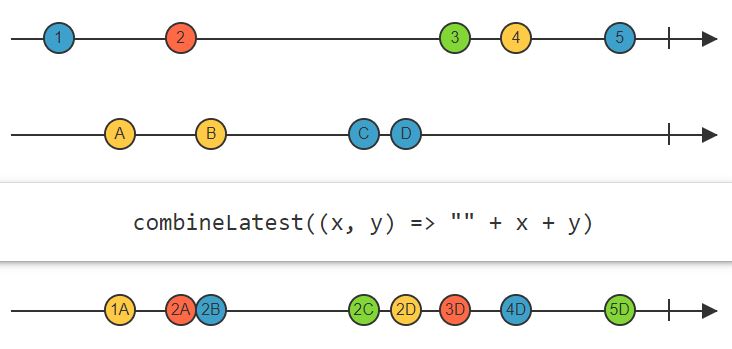 1 2 3 4 5
A B C D
combineLatest((x, y) => "" + x + y)
1A 2A 2B 2C 2D 3D 4D 5D